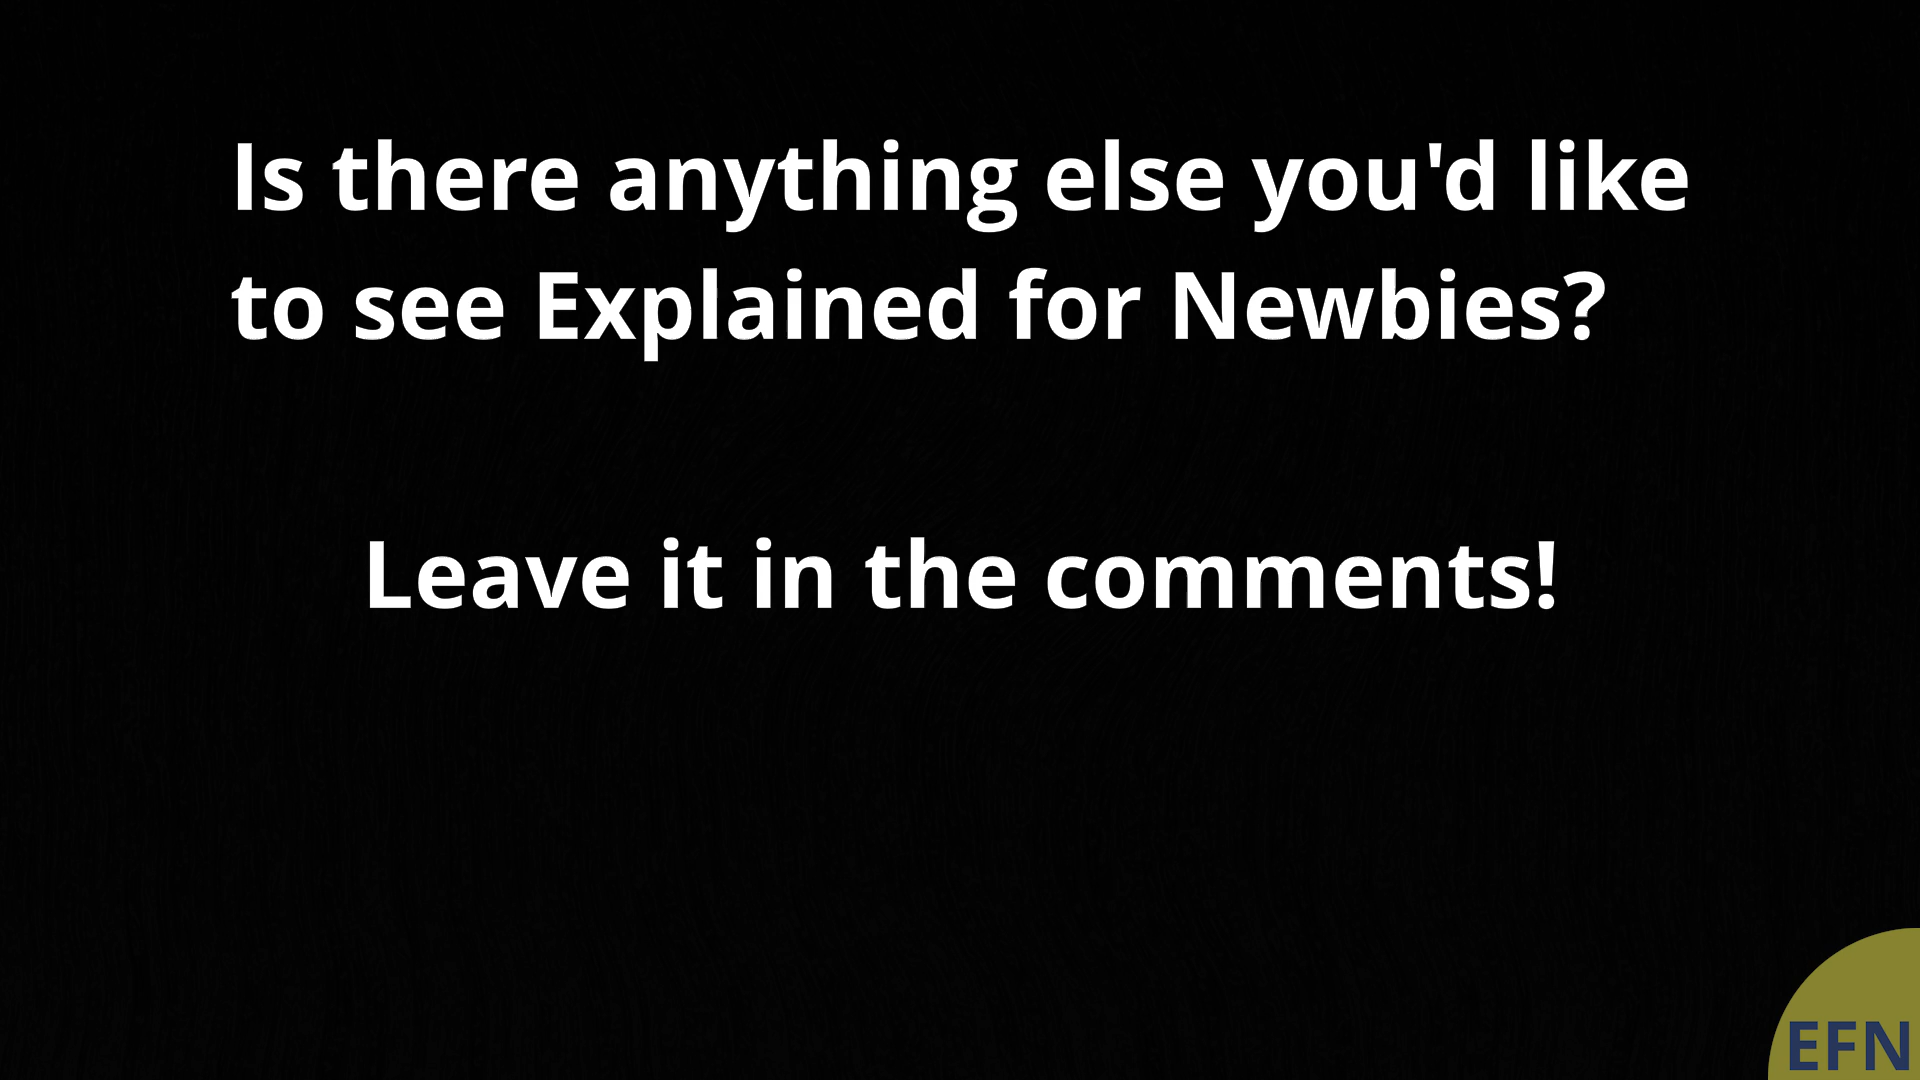 Is there anything else you'd like
to see Explained for Newbies?
Leave it in the comments!
EFN